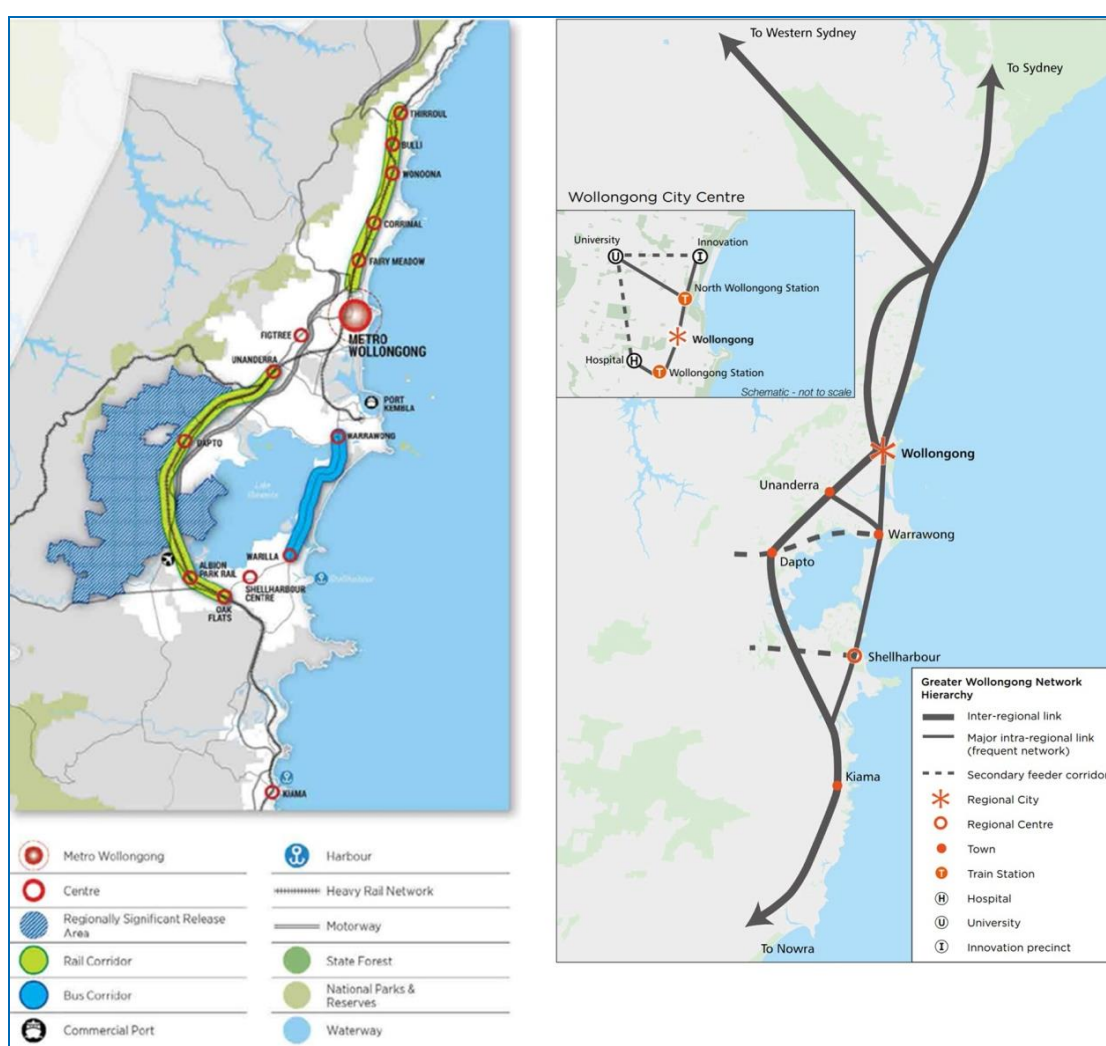 THIRROUL
BULLI
WONOONA
CORRIMAL
FAIRY MEADOW
FIGTREE
METRO
WOLLONGONG
UNANDERRA
PORT
KEMBLA
WARRAWONG
DAPTO
Lake
Illawarra
WARILLA
ALBION
PARK RAIL
SHELLHARBOUR
CENTRE
Shellharbour
OAK
FLATS
KIAMA
Metro Wollongong
Centre
Regionally Significant Release
Area
Rail Corridor
Bus Corridor
Commercial Port
Harbour
Heavy Rail Network
Motorway
State Forest
National Parks &
Reserves
Waterway
To Western Sydney
To Sydney
Wollongong City Centre
University
Innovation
U
I
North Wollongong Station
T
Wollongong
Hospital
H
T
Wollongong Station
Schematic - not to scale
Wollongong
Unanderra
Warrawong
Dapto
Shellharbour
Kiama
To Nowra
Greater Wollongong Network
Hierarchy
Inter-regional link
Major intra-regional link
(frequent network)
Secondary feeder corridor
Regional City
Regional Centre
Town
T Train Station
H Hospital
U University
I Innovation precinct